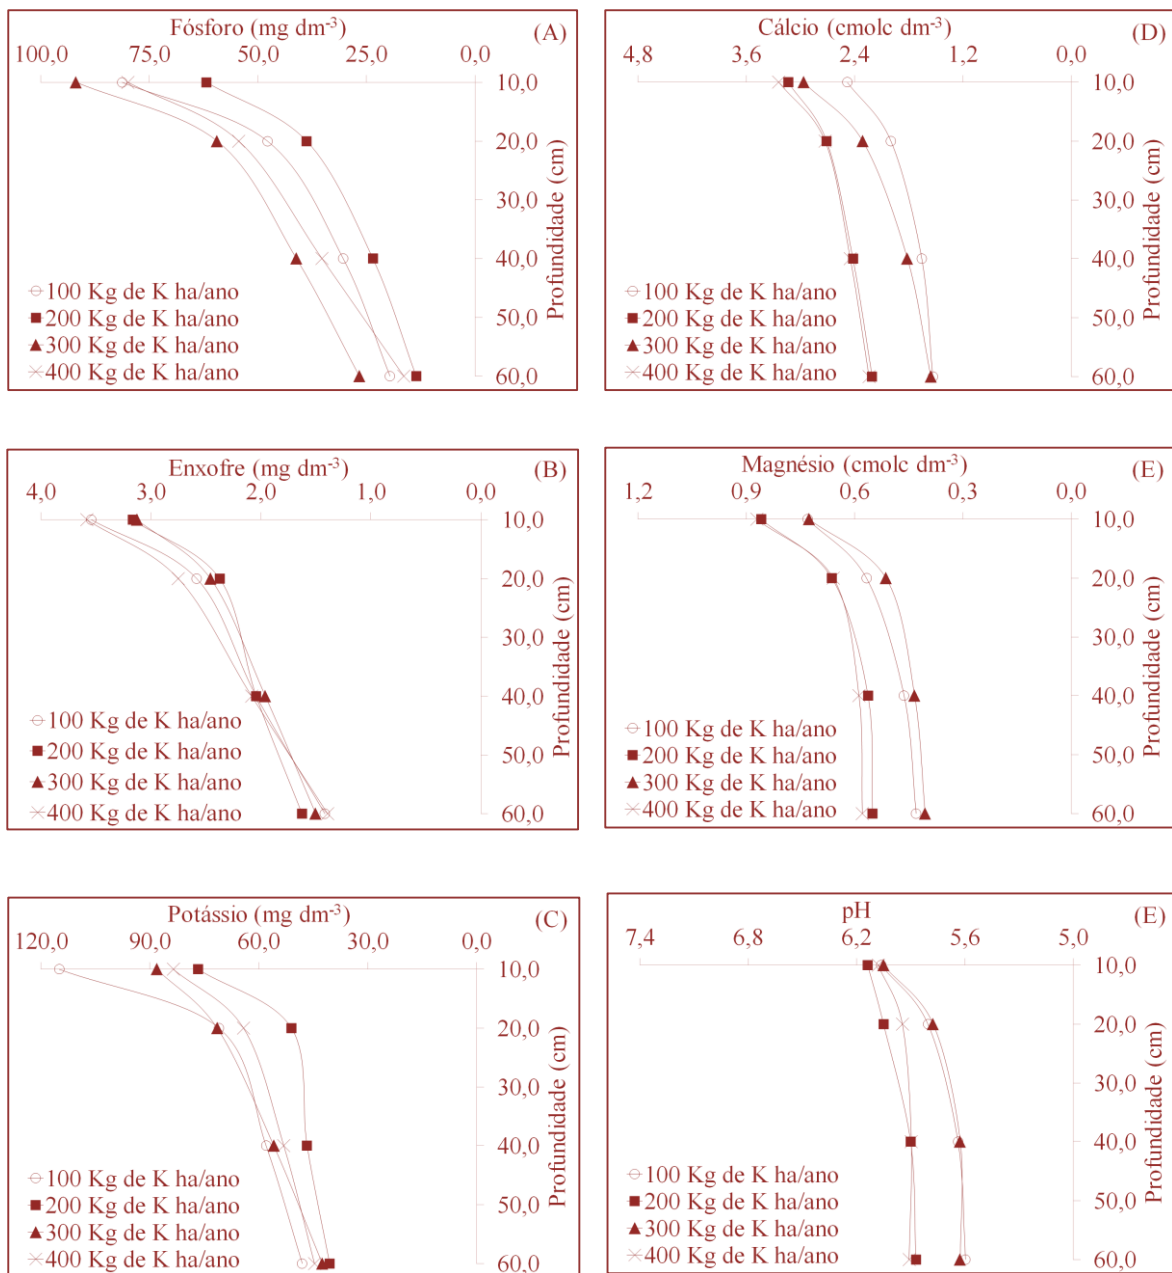 Fósforo (mg dm-3) (A)
100,0 75,0 50,0 25,0 0,0
10,0
20,0
30,0
40,0
50,0
60,0
Profundidade (cm)
100 Kg de K ha/ano
200 Kg de K ha/ano
300 Kg de K ha/ano
400 Kg de K ha/ano
Cálcio (cmolc dm-3) (D)
4,8 3,6 2,4 1,2 0,0
10,0
20,0
30,0
40,0
50,0
60,0
Profundidade (cm)
100 Kg de K ha/ano
200 Kg de K ha/ano
300 Kg de K ha/ano
400 Kg de K ha/ano
Enxofre (mg dm-3) (B)
4,0 3,0 2,0 1,0 0,0
10,0
20,0
30,0
40,0
50,0
60,0
Profundidade (cm)
100 Kg de K ha/ano
200 Kg de K ha/ano
300 Kg de K ha/ano
400 Kg de K ha/ano
Magnésio (cmolc dm-3) (E)
1,2 0,9 0,6 0,3 0,0
10,0
20,0
30,0
40,0
50,0
60,0
Profundidade (cm)
100 Kg de K ha/ano
200 Kg de K ha/ano
300 Kg de K ha/ano
400 Kg de K ha/ano
Potássio (mg dm-3) (C)
120,0 90,0 60,0 30,0 0,0
10,0
20,0
30,0
40,0
50,0
60,0
Profundidade (cm)
100 Kg de K ha/ano
200 Kg de K ha/ano
300 Kg de K ha/ano
400 Kg de K ha/ano
pH (E)
7,4 6,8 6,2 5,6 5,0
10,0
20,0
30,0
40,0
50,0
60,0
Profundidade (cm)
100 Kg de K ha/ano
200 Kg de K ha/ano
300 Kg de K ha/ano
400 Kg de K ha/ano